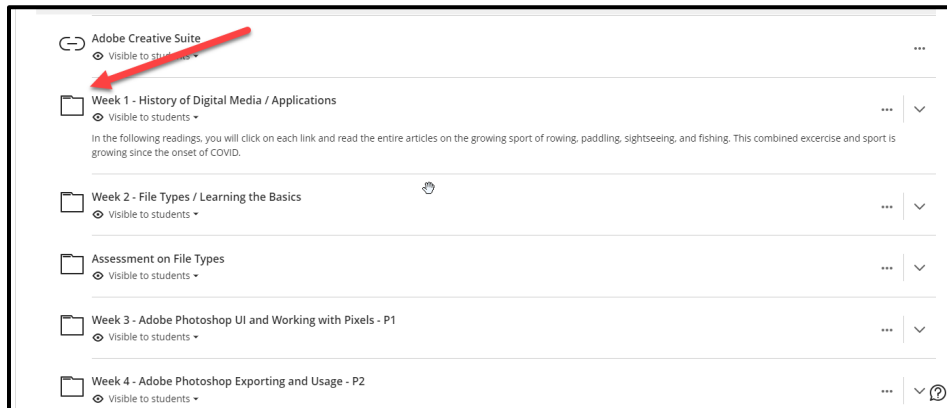 Adobe Creative Suite
Visible to students
Week 1 - History of Digital Media / Applications
Visible to students
In the following readings, you will click on each link and read the entire articles on the growing sport of rowing, paddling, sightseeing, and fishing. This combined excercise and sport is
growing since the onset of COVID.
Week 2 - File Types / Learning the Basics
Visible to students
Assessment on File Types
Visible to students
Week 3 - Adobe Photoshop UI and Working with Pixels - P1
Visible to students
Week 4 - Adobe Photoshop Exporting and Usage - P2
Visible to students